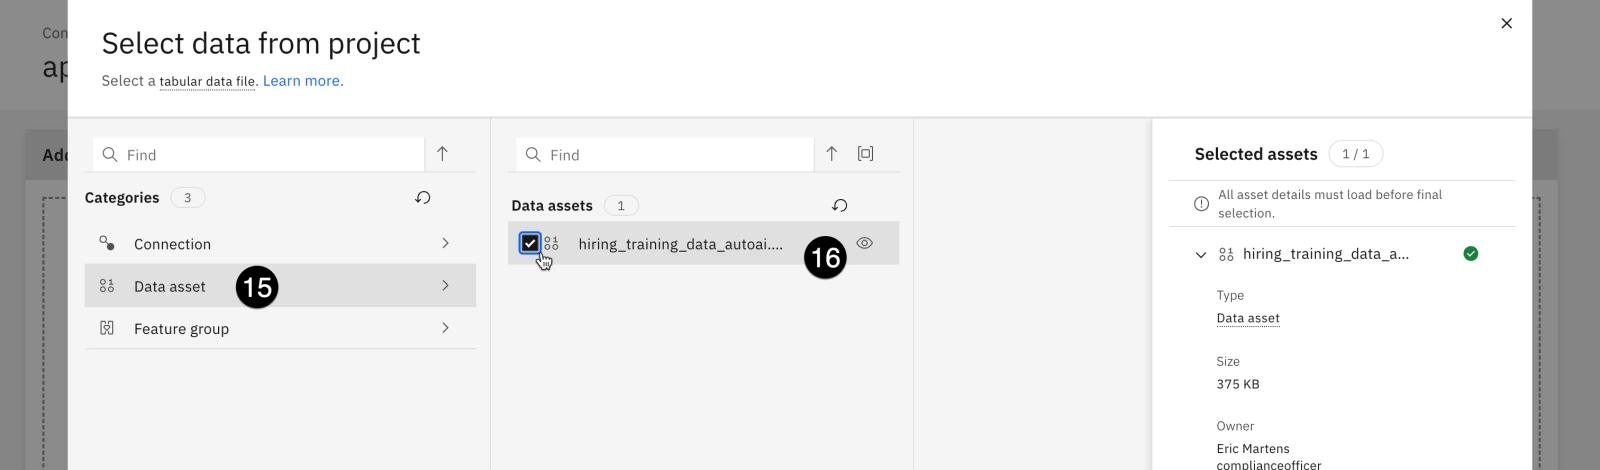 Con
ap
Add
Select data from project
Select a tabular data file. Learn more.
Find
Categories 3
Connection
Data asset 15
Feature group
Find
Data assets 1
hiring_training_data_autoai.... 16
Selected assets 1 / 1
All asset details must load before final
selection.
hiring_training_data_a...
Type
Data asset
Size
375 KB
Owner
Eric Martens
complianceofficer